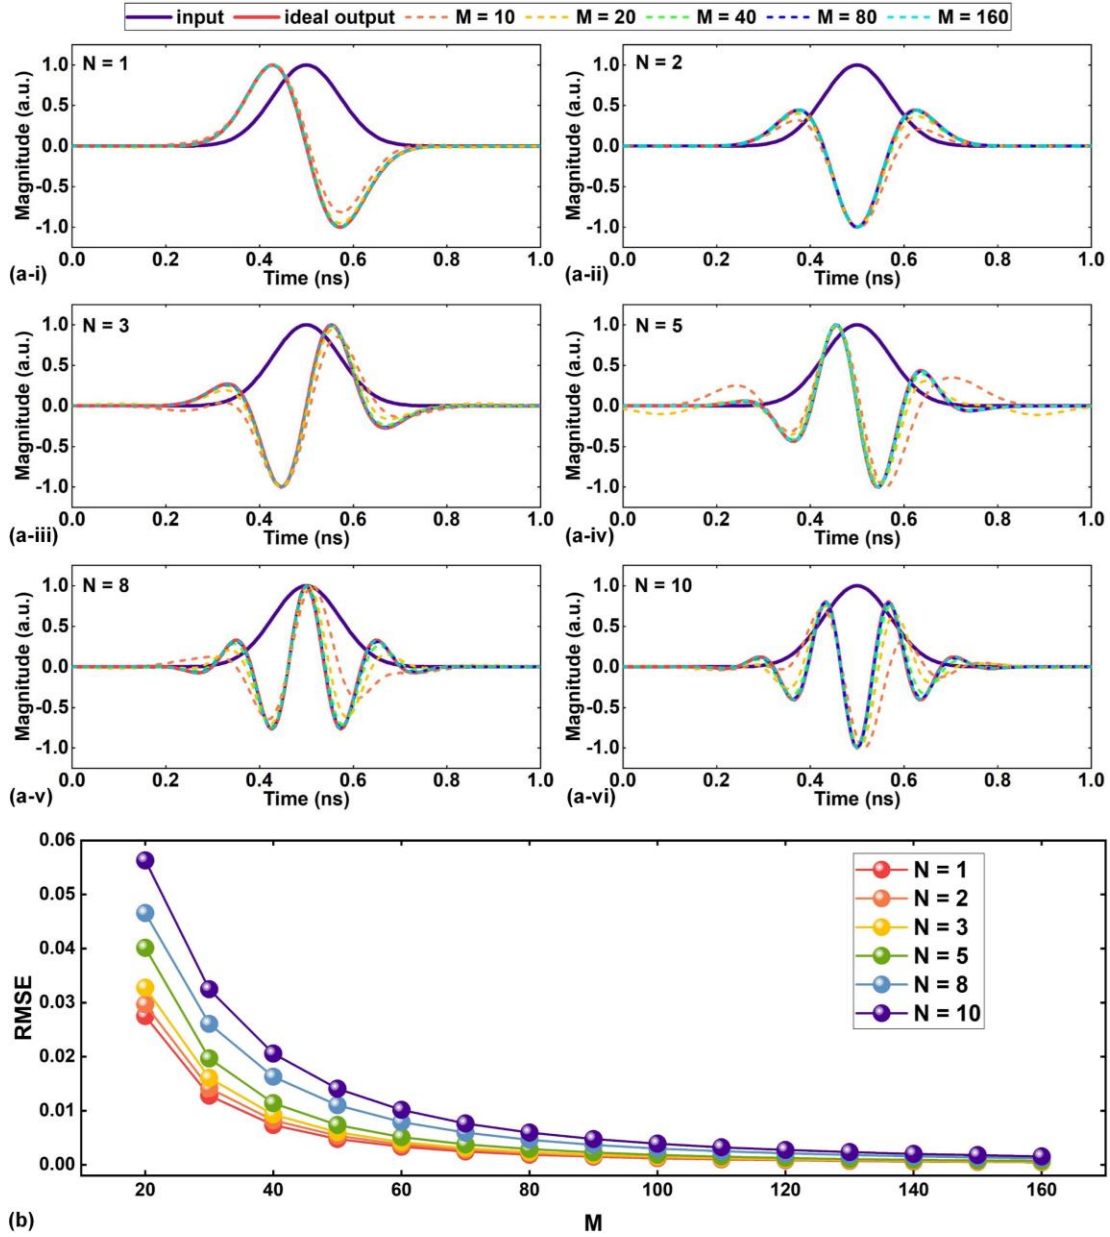 input ideal output M = 10 M = 20 M = 40 M = 80 M = 160
N = 1
Magnitude (a.u.)
1.0
0.5
0.0
-0.5
-1.0
0.0 0.2 0.4 0.6 0.8 1.0
Time (ns)
(a-i)
N = 2
Magnitude (a.u.)
1.0
0.5
0.0
-0.5
-1.0
0.0 0.2 0.4 0.6 0.8 1.0
Time (ns)
(a-ii)
N = 3
Magnitude (a.u.)
1.0
0.5
0.0
-0.5
-1.0
0.0 0.2 0.4 0.6 0.8 1.0
Time (ns)
(a-iii)
N = 5
Magnitude (a.u.)
1.0
0.5
0.0
-0.5
-1.0
0.0 0.2 0.4 0.6 0.8 1.0
Time (ns)
(a-iv)
N = 8
Magnitude (a.u.)
1.0
0.5
0.0
-0.5
-1.0
0.0 0.2 0.4 0.6 0.8 1.0
Time (ns)
(a-v)
N = 10
Magnitude (a.u.)
1.0
0.5
0.0
-0.5
-1.0
0.0 0.2 0.4 0.6 0.8 1.0
Time (ns)
(a-vi)
RMSE
0.06
0.05
0.04
0.03
0.02
0.01
0.00
N = 1
N = 2
N = 3
N = 5
N = 8
N = 10
20 40 60 80 100 120 140 160
M
(b)